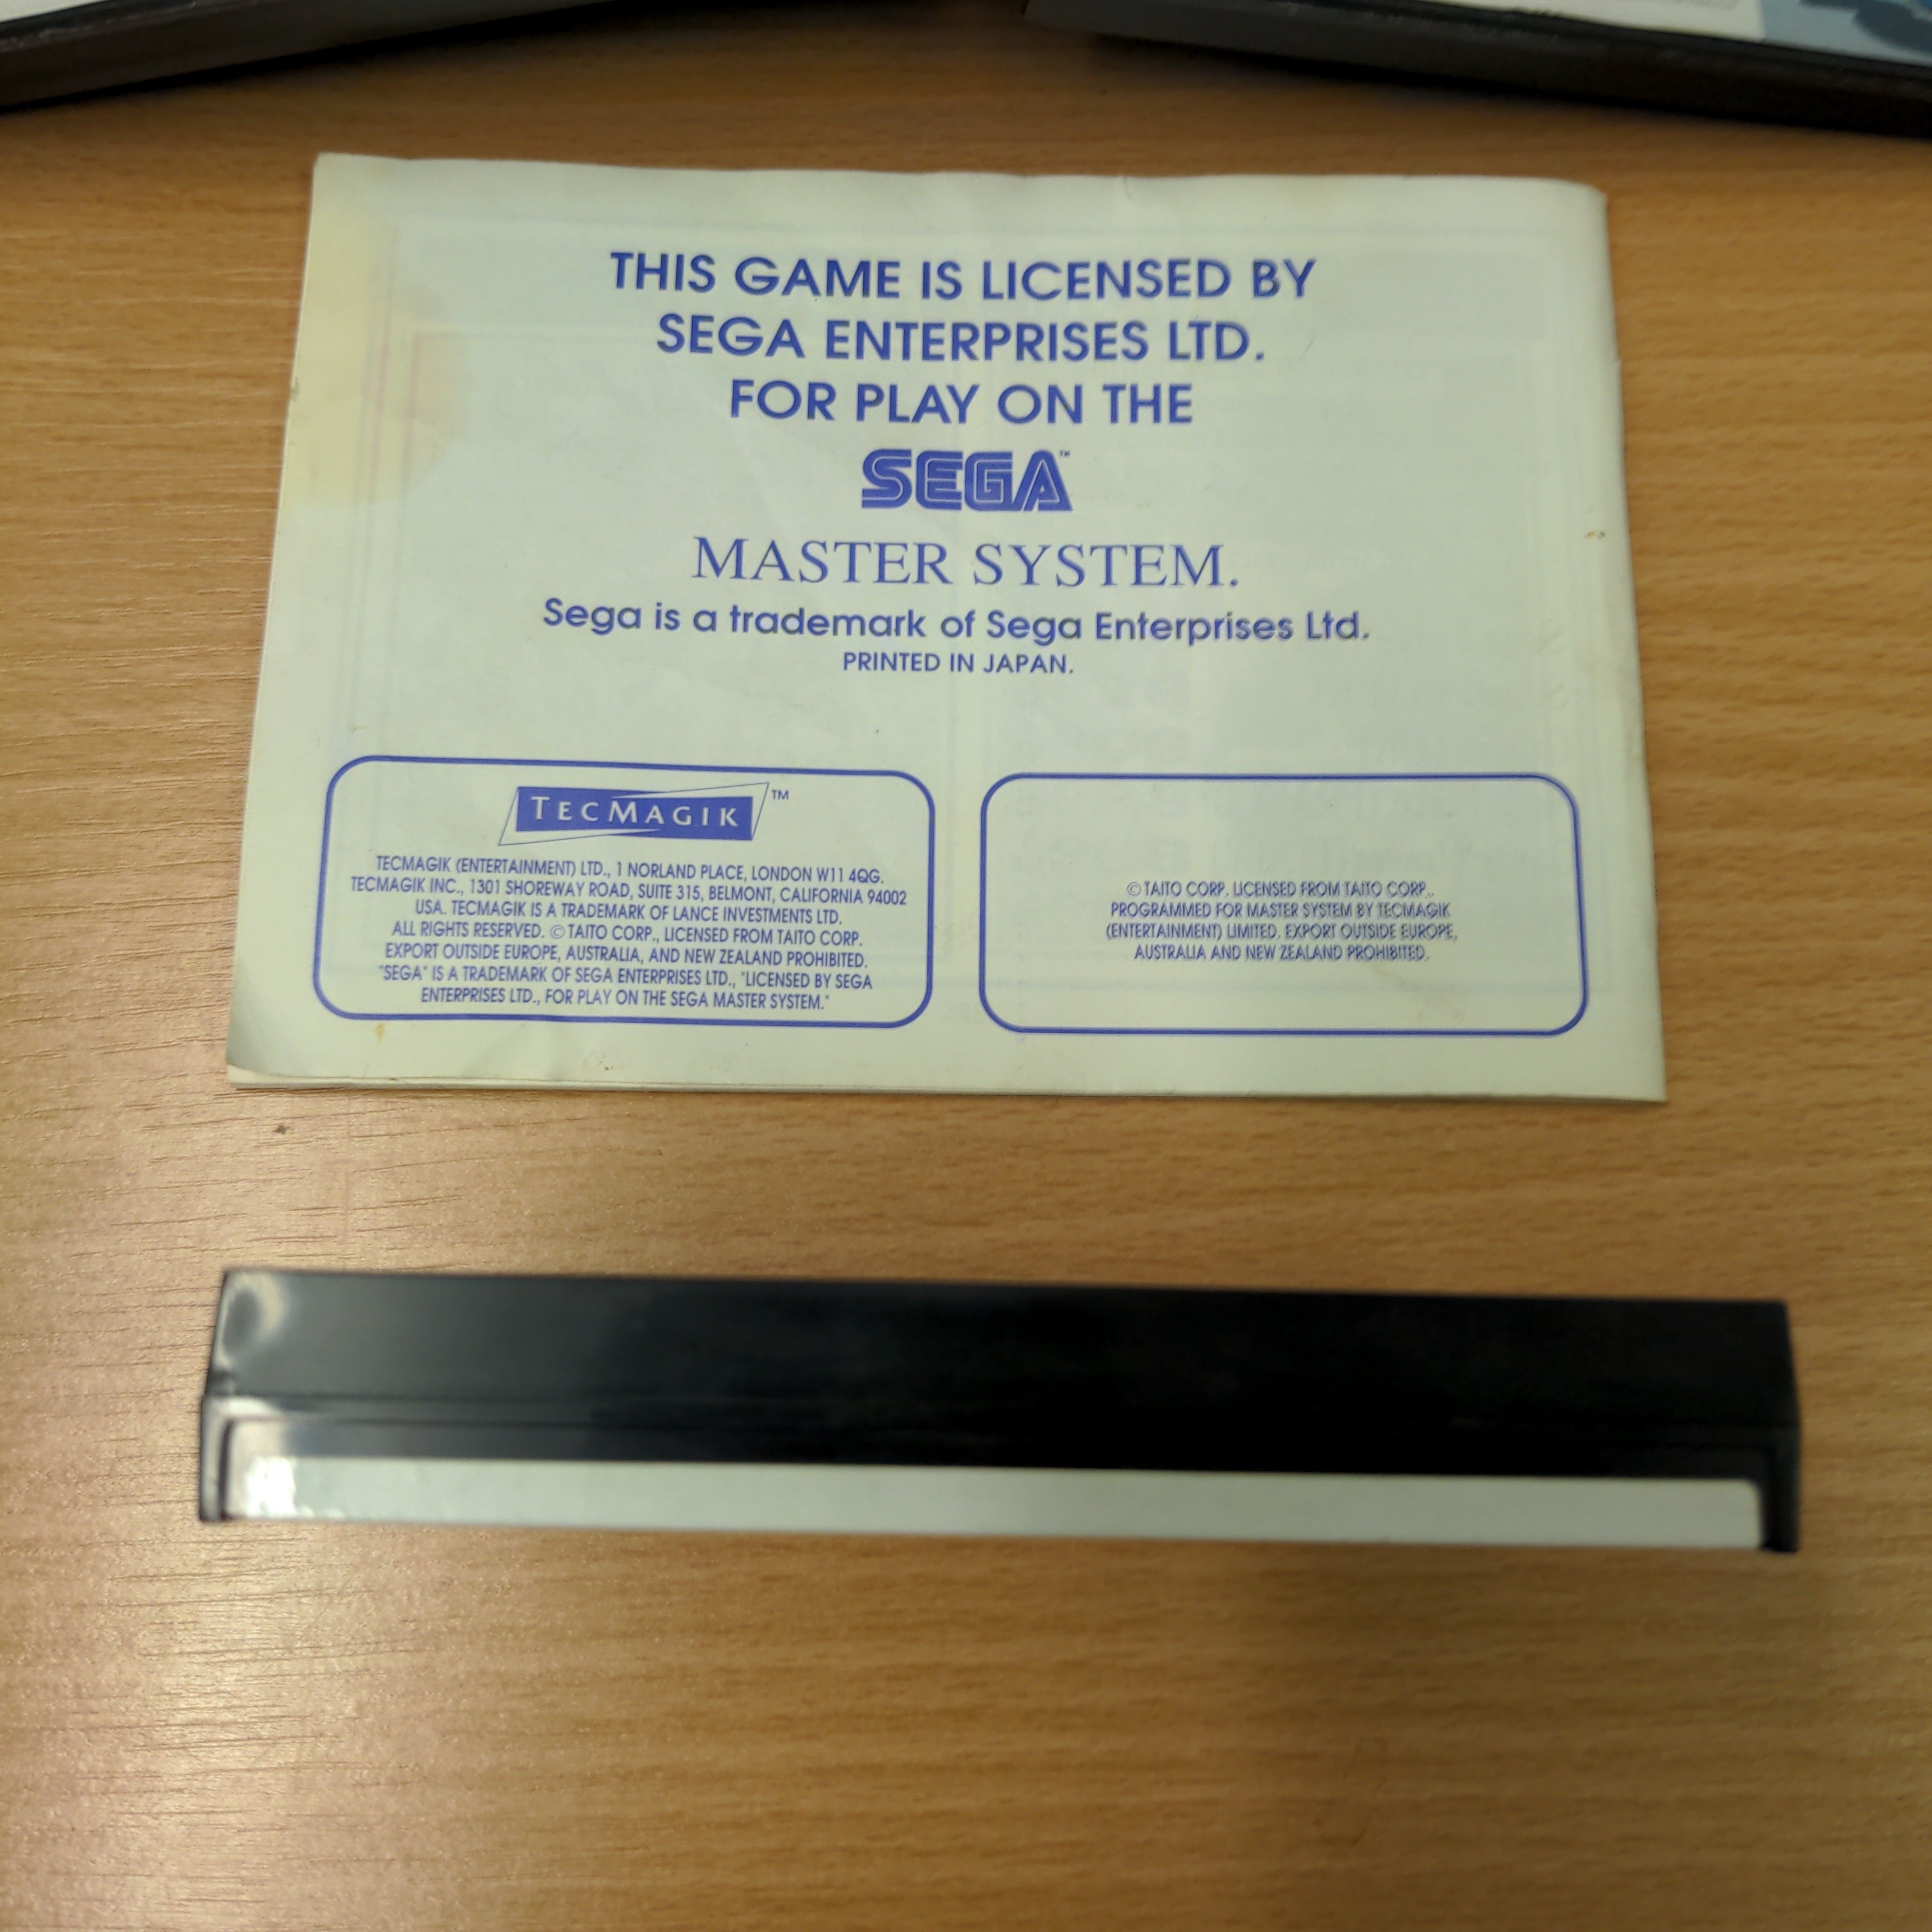 THIS GAME IS LICENSED BY
SEGA ENTERPRISES LTD.
FOR PLAY ON THE
SEGA™
MASTER SYSTEM.
Sega is a trademark of Sega Enterprises Ltd.
PRINTED IN JAPAN.
TECMAGIK™
TECMAGIK (ENTERTAINMENT) LTD., 1 NORLAND PLACE, LONDON W11 4QG.
TECMAGIK INC., 1301 SHOREWAY ROAD, SUITE 315, BELMONT, CALIFORNIA 94002
USA. TECMAGIK IS A TRADEMARK OF LANCE INVESTMENTS LTD.
ALL RIGHTS RESERVED. © TAITO CORP., LICENSED FROM TAITO CORP.
EXPORT OUTSIDE EUROPE, AUSTRALIA, AND NEW ZEALAND PROHIBITED.
"SEGA" IS A TRADEMARK OF SEGA ENTERPRISES LTD., "LICENSED BY SEGA
ENTERPRISES LTD., FOR PLAY ON THE SEGA MASTER SYSTEM."
© TAITO CORP. LICENSED FROM TAITO CORP..
PROGRAMMED FOR MASTER SYSTEM BY TECMAGIK
(ENTERTAINMENT) LIMITED. EXPORT OUTSIDE EUROPE,
AUSTRALIA AND NEW ZEALAND PROHIBITED.